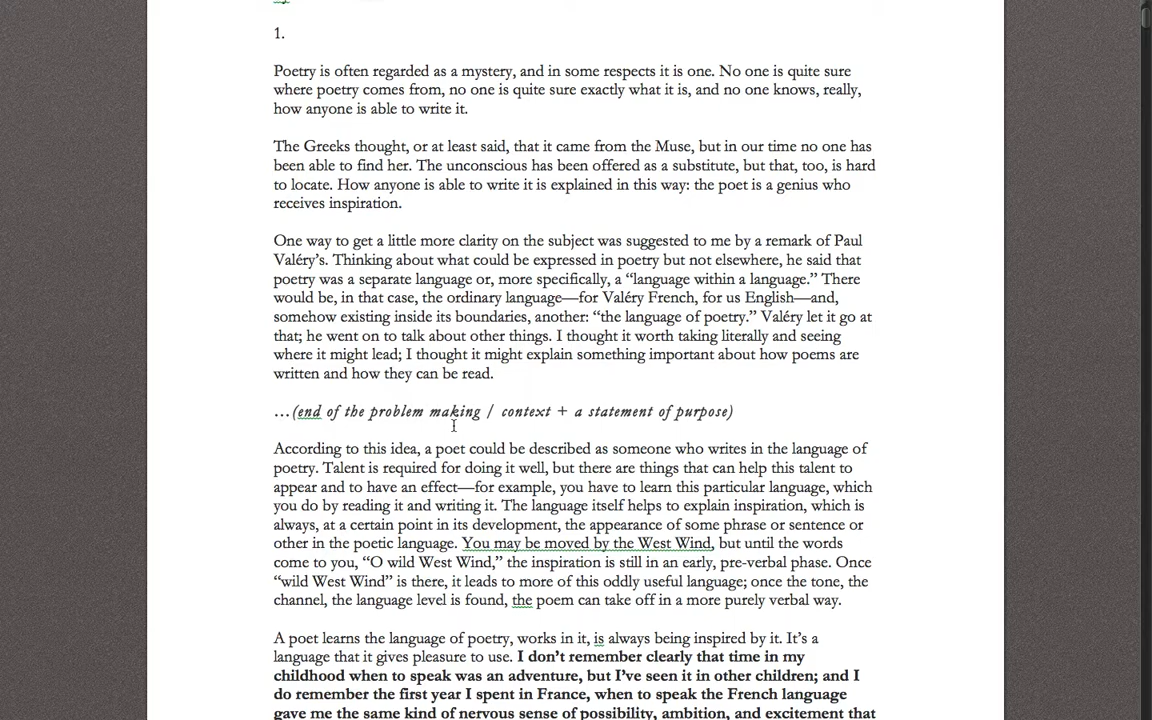 1.
Poetry is often regarded as a mystery, and in some respects it is one. No one is quite sure
where poetry comes from, no one is quite sure exactly what it is, and no one knows, really,
how anyone is able to write it.
The Greeks thought, or at least said, that it came from the Muse, but in our time no one has
been able to find her. The unconscious has been offered as a substitute, but that, too, is hard
to locate. How anyone is able to write it is explained in this way: the poet is a genius who
receives inspiration.
One way to get a little more clarity on the subject was suggested to me by a remark of Paul
Valéry’s. Thinking about what could be expressed in poetry but not elsewhere, he said that
poetry was a separate language or, more specifically, a “language within a language.” There
would be, in that case, the ordinary language—for Valéry French, for us English—and,
somehow existing inside its boundaries, another: “the language of poetry.” Valéry let it go at
that; he went on to talk about other things. I thought it worth taking literally and seeing
where it might lead; I thought it might explain something important about how poems are
written and how they can be read.
…(end of the problem making / context + a statement of purpose)
According to this idea, a poet could be described as someone who writes in the language of
poetry. Talent is required for doing it well, but there are things that can help this talent to
appear and to have an effect—for example, you have to learn this particular language, which
you do by reading it and writing it. The language itself helps to explain inspiration, which is
always, at a certain point in its development, the appearance of some phrase or sentence or
other in the poetic language. You may be moved by the West Wind, but until the words
come to you, “O wild West Wind,” the inspiration is still in an early, pre-verbal phase. Once
“wild West Wind” is there, it leads to more of this oddly useful language; once the tone, the
channel, the language level is found, the poem can take off in a more purely verbal way.
A poet learns the language of poetry, works in it, is always being inspired by it. It’s a
language that it gives pleasure to use. I don’t remember clearly that time in my
childhood when to speak was an adventure, but I’ve seen it in other children; and I
do remember the first year I spent in France, when to speak the French language
gave me the same kind of nervous sense of possibility, ambition, and excitement that